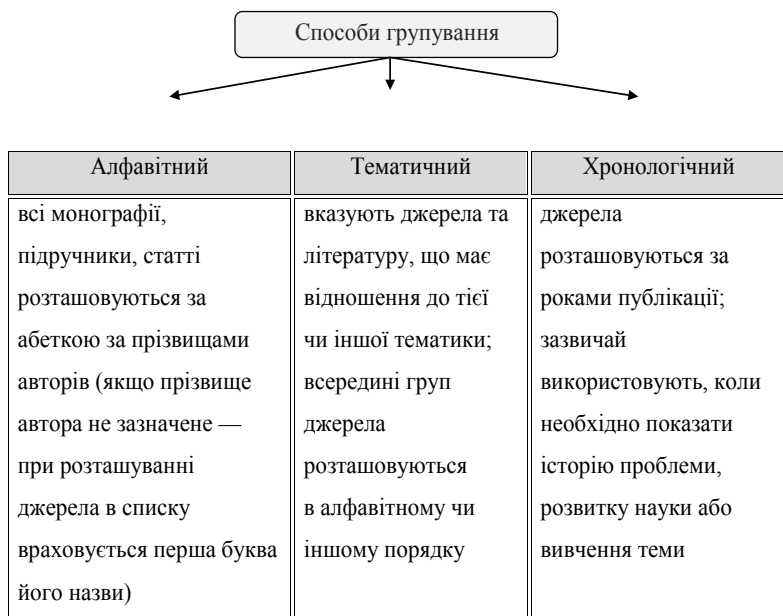 Способи групування
Алфавітний
всі монографії,
підручники, статті
розташовуються за
абеткою за прізвищами
авторів (якщо прізвище
автора не зазначене —
при розташуванні
джерела в списку
враховується перша буква
його назви)
Тематичний
вказують джерела та
літературу, що має
відношення до тієї
чи іншої тематики;
всередині груп
джерела
розташовуються
в алфавітному чи
іншому порядку
Хронологічний
джерела
розташовуються за
роками публікації;
зазвичай
використовують, коли
необхідно показати
історію проблеми,
розвитку науки або
вивчення теми